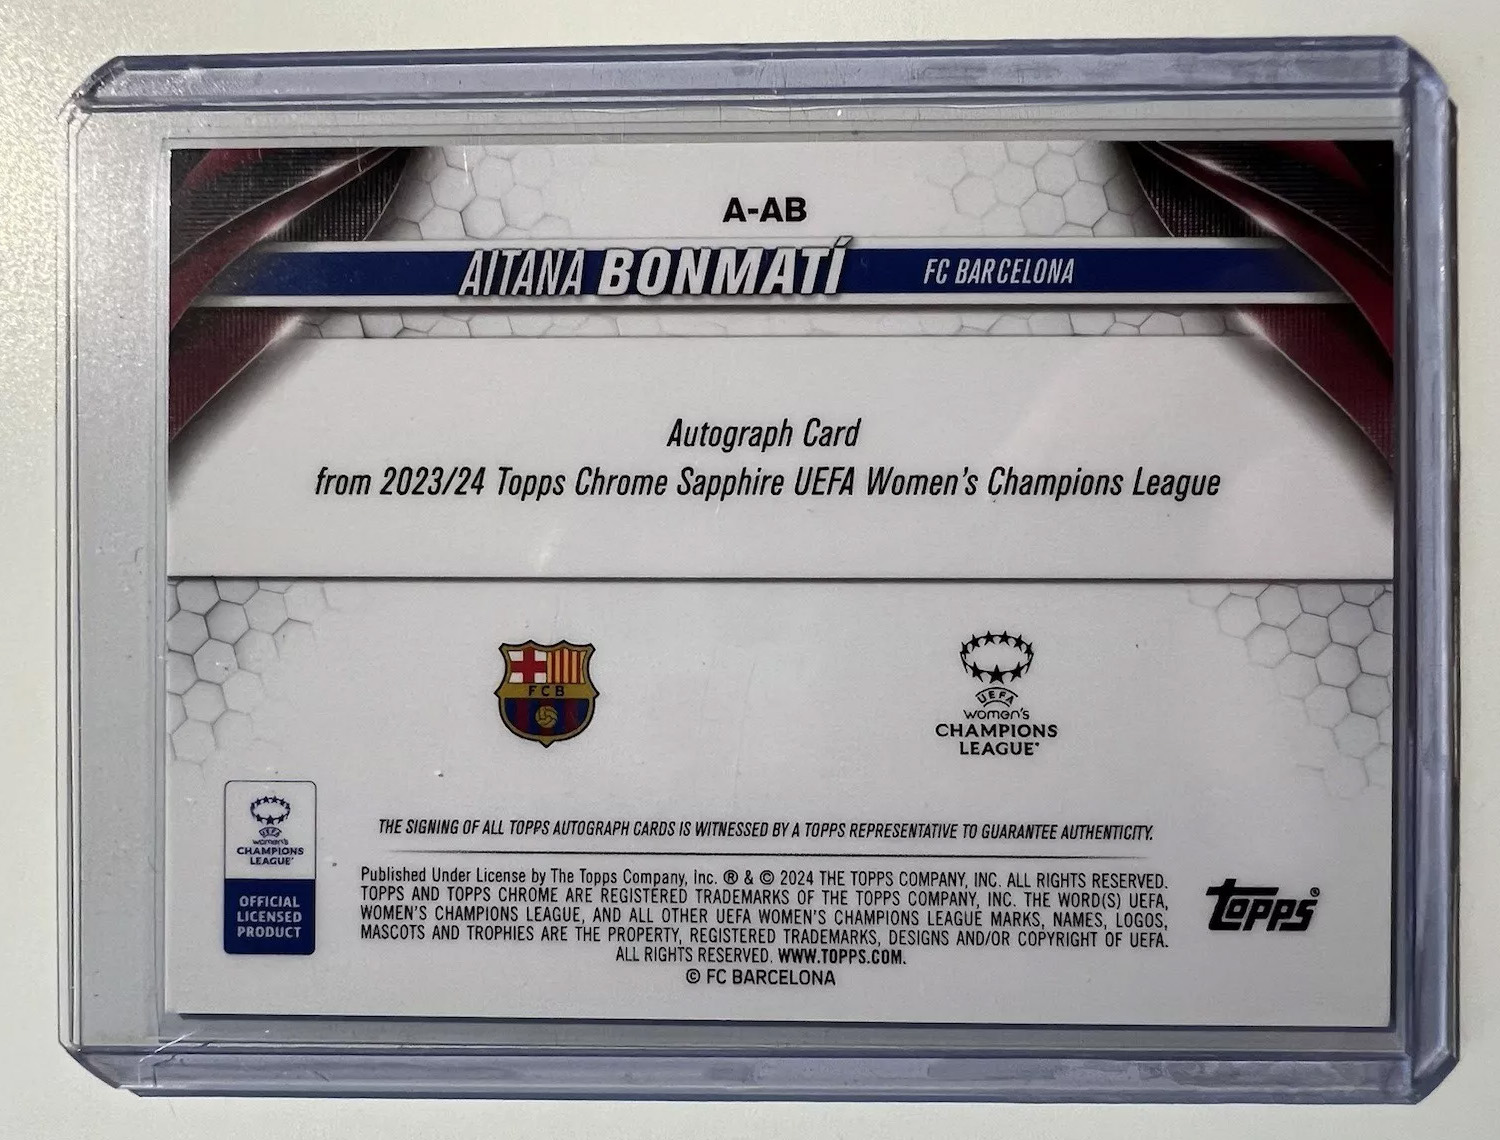 A-AB
AITANA BONMATÍ FC BARCELONA
Autograph Card
from 2023/24 Topps Chrome Sapphire UEFA Women's Champions League
FCB
UEFA
women's
CHAMPIONS
LEAGUE
THE SIGNING OF ALL TOPPS AUTOGRAPH CARDS IS WITNESSED BY A TOPPS REPRESENTATIVE TO GUARANTEE AUTHENTICITY.
UEFA
women's
CHAMPIONS
LEAGUE
OFFICIAL
LICENSED
PRODUCT
Published Under License by The Topps Company, Inc. ® & © 2024 THE TOPPS COMPANY, INC. ALL RIGHTS RESERVED.
TOPPS AND TOPPS CHROME ARE REGISTERED TRADEMARKS OF THE TOPPS COMPANY, INC. THE WORD(S) UEFA,
WOMEN'S CHAMPIONS LEAGUE, AND ALL OTHER UEFA WOMEN'S CHAMPIONS LEAGUE MARKS, NAMES, LOGOS,
MASCOTS AND TROPHIES ARE THE PROPERTY, REGISTERED TRADEMARKS, DESIGNS AND/OR COPYRIGHT OF UEFA.
ALL RIGHTS RESERVED. WWW.TOPPS.COM.
© FC BARCELONA
topps®